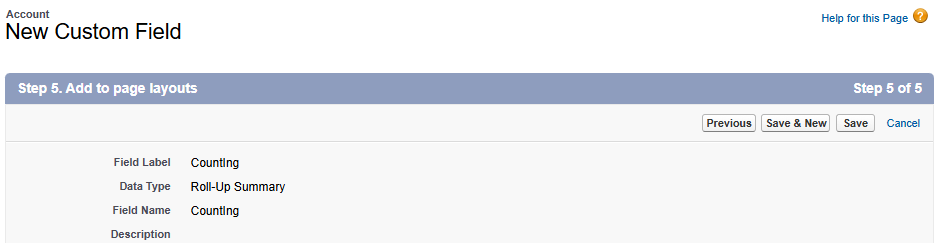 Account
New Custom Field
Help for this Page ?
Step 5. Add to page layouts Step 5 of 5
Previous Save & New Save Cancel
Field Label CountIng
Data Type Roll-Up Summary
Field Name CountIng
Description